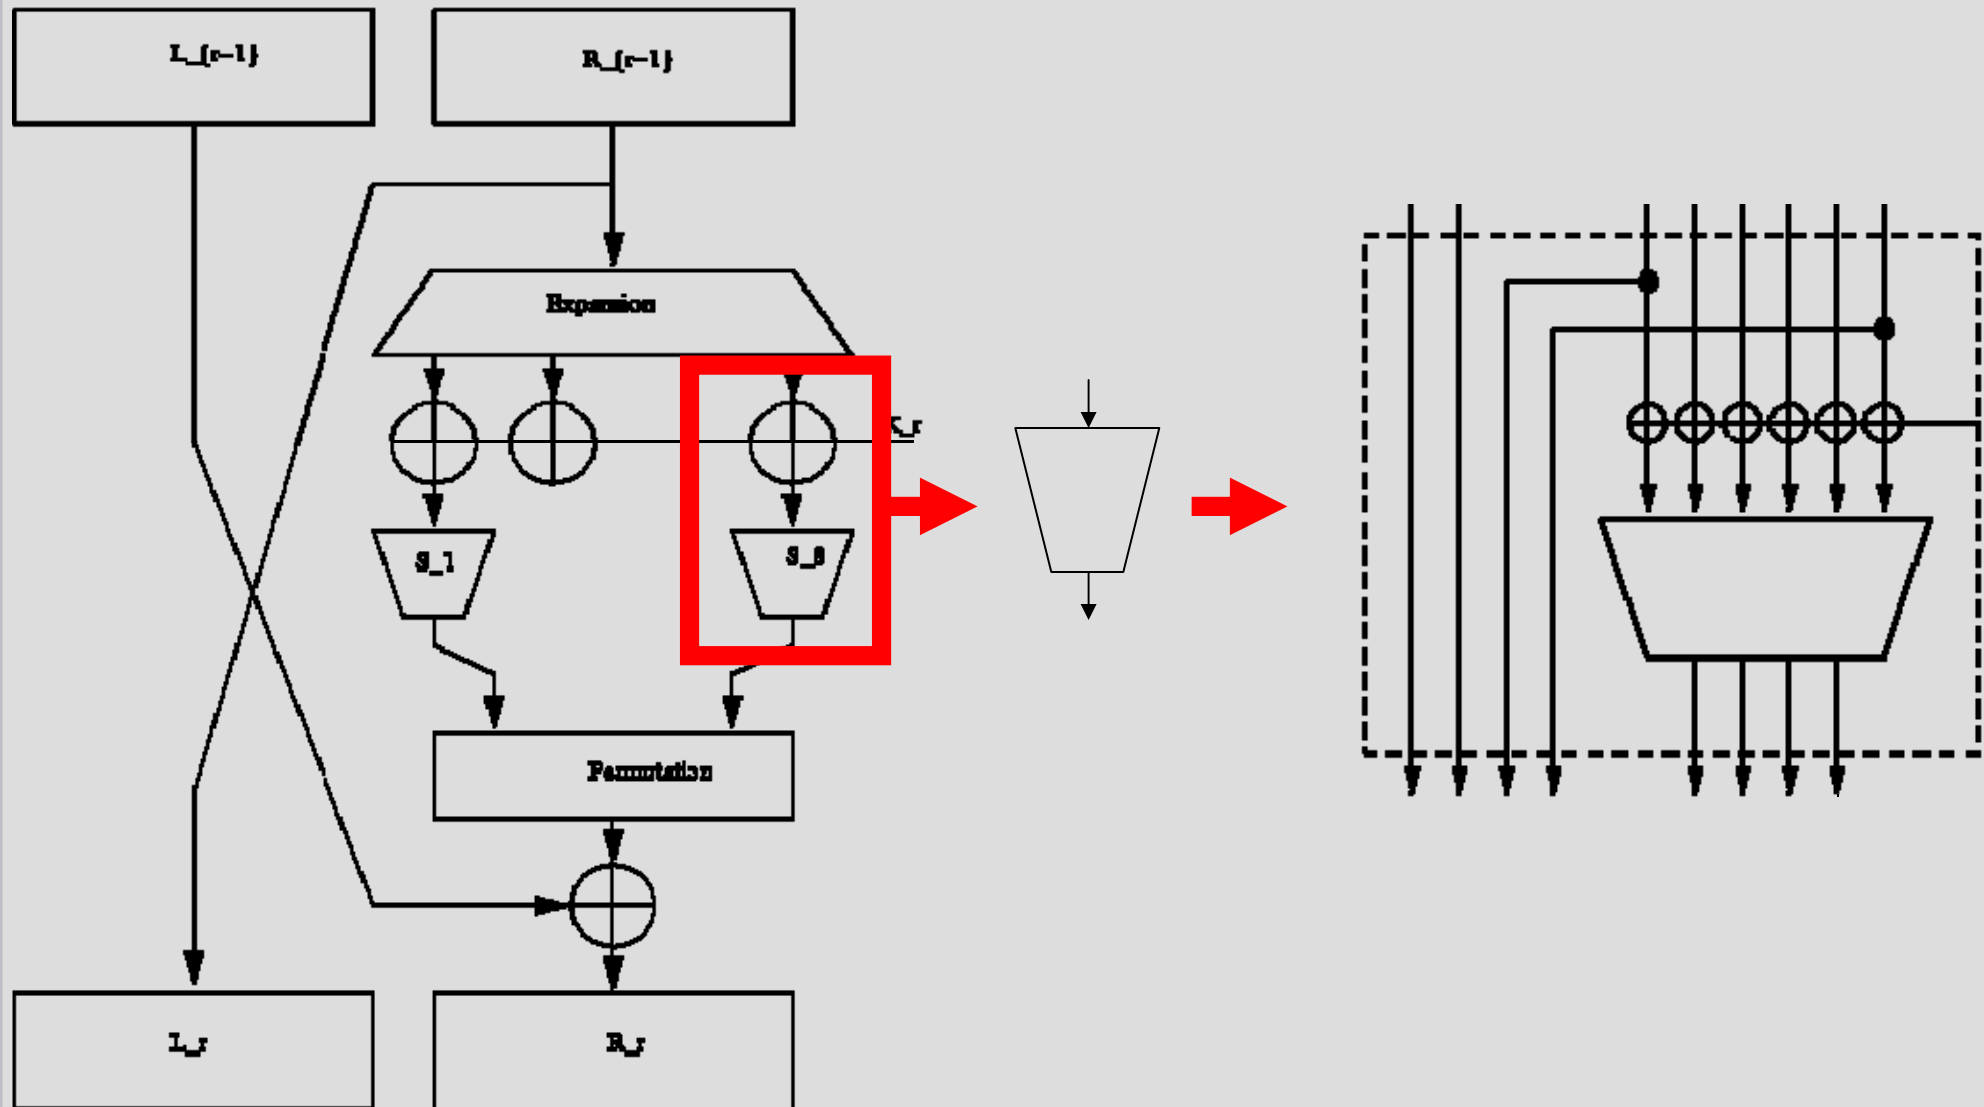 L_{r-1}
R_{r-1}
Expansion
K_r
S_1
S_8
Permutation
L_r
R_r